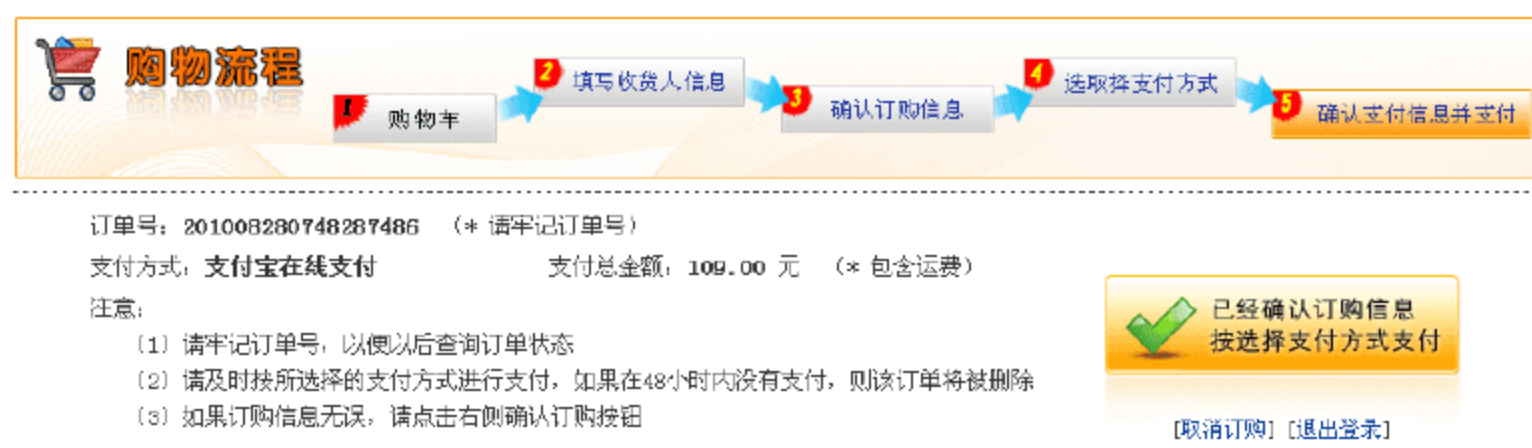 购物流程
1 购物车
2 填写收货人信息
3 确认订购信息
4 选取择支付方式
5 确认支付信息并支付
订单号：201008280748287486 （* 请牢记订单号）
支付方式：支付宝在线支付 支付总金额：109.00 元 （* 包含运费）
注意：
（1）请牢记订单号，以便以后查询订单状态
（2）请及时按所选择的支付方式进行支付，如果在48小时内没有支付，则该订单将被删除
（3）如果订购信息无误，请点击右侧确认订购按钮
已经确认订购信息
按选择支付方式支付
[取消订购] [退出登录]